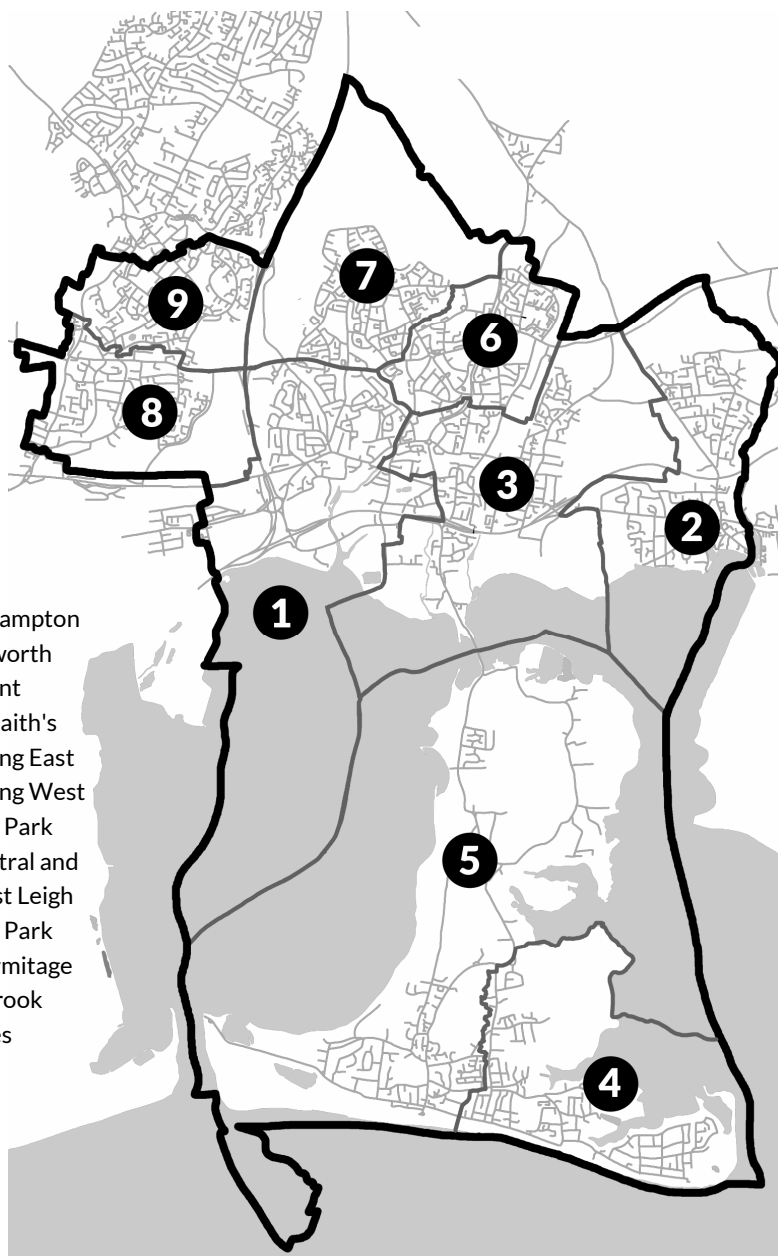 7
9
6
8
3
2
1
ampton
worth
nt
aith's
ng East
ng West
Park
tral and
st Leigh
5
Park
rmitage
rook
es
4